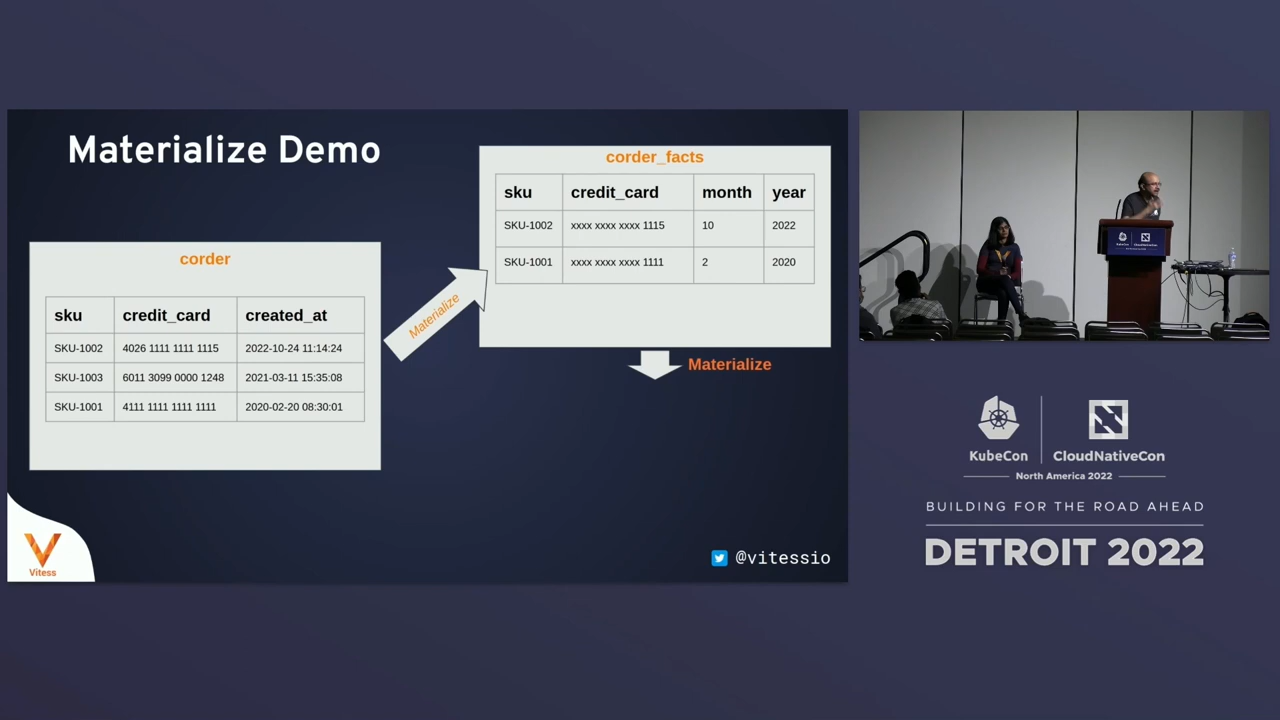 Materialize Demo
corder
sku credit_card created_at
SKU-1002 4026 1111 1111 1115 2022-10-24 11:14:24
SKU-1003 6011 3099 0000 1248 2021-03-11 15:35:08
SKU-1001 4111 1111 1111 1111 2020-02-20 08:30:01
Materialize
corder_facts
sku credit_card month year
SKU-1002 xxxx xxxx xxxx 1115 10 2022
SKU-1001 xxxx xxxx xxxx 1111 2 2020
Materialize
Vitess
@vitessio
KubeCon CloudNativeCon
North America 2022
BUILDING FOR THE ROAD AHEAD
DETROIT 2022